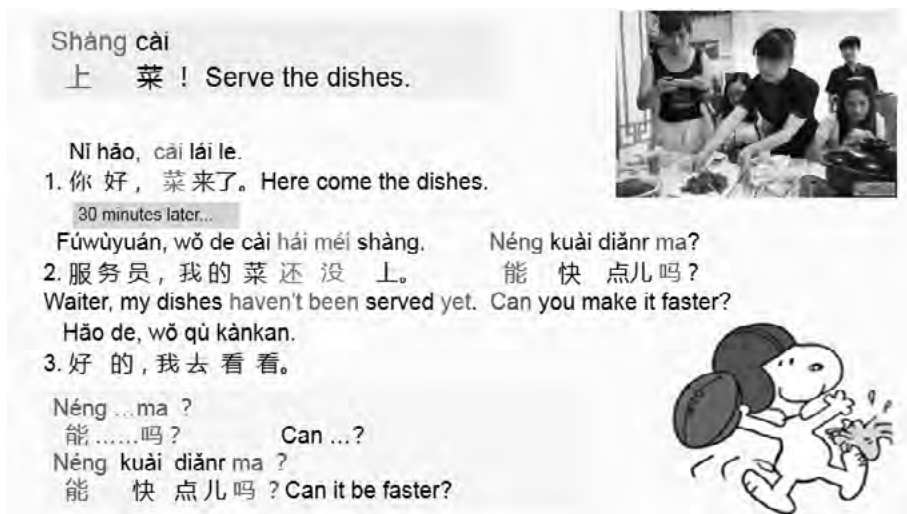 Shàng cài
上 菜 ! Serve the dishes.
Nǐ hǎo, cài lái le.
1. 你 好 , 菜 来了。Here come the dishes.
30 minutes later...
Fúwùyuán, wǒ de cài hái méi shàng. Néng kuài diǎnr ma?
2. 服 务 员 , 我 的 菜 还 没 上。 能 快 点儿 吗 ?
Waiter, my dishes haven't been served yet. Can you make it faster?
Hǎo de, wǒ qù kànkan.
3. 好 的 , 我 去 看 看。
Néng ...ma ?
能 ......吗 ? Can ...?
Néng kuài diǎnr ma ?
能 快 点儿 吗 ? Can it be faster?